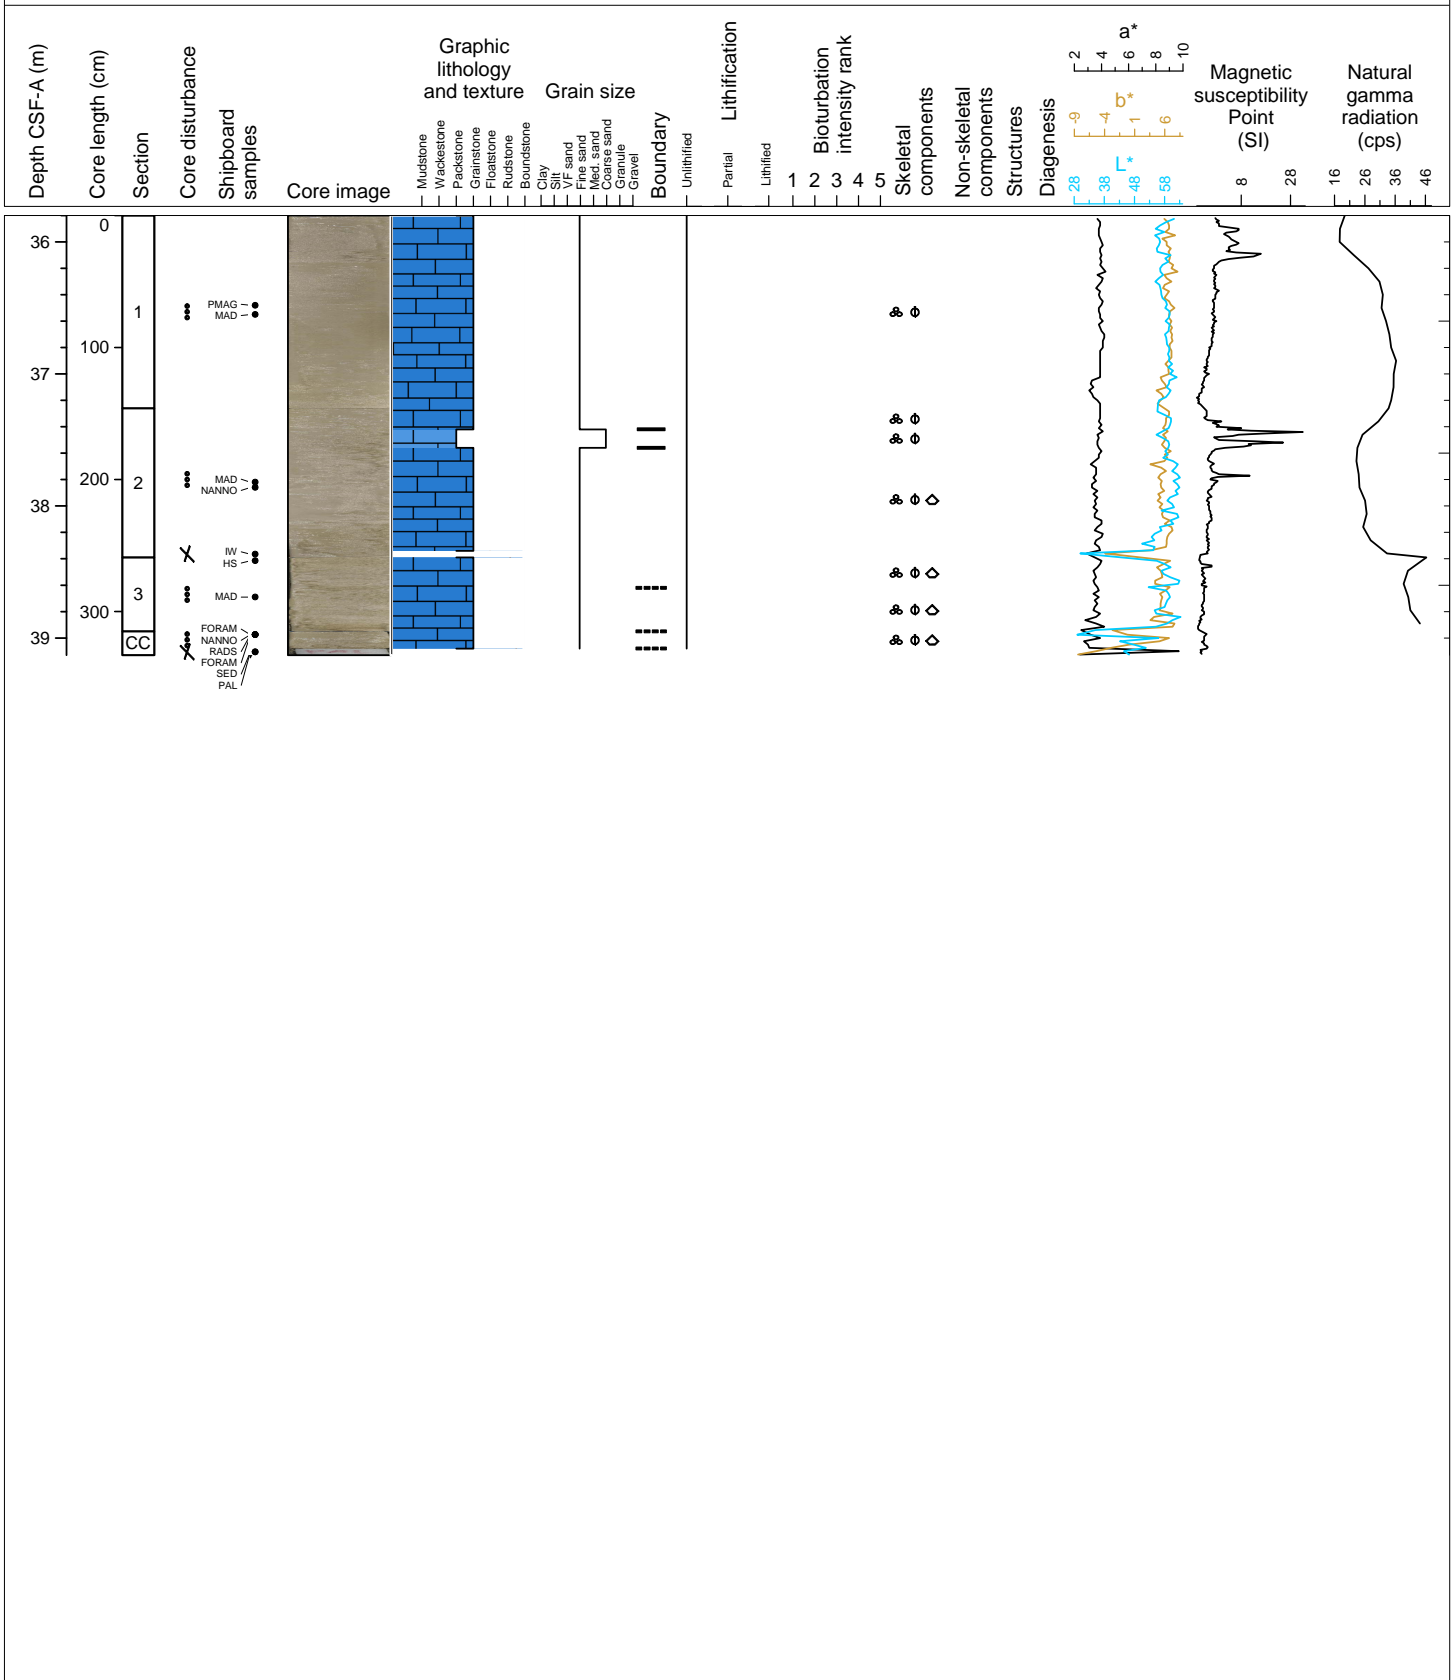 Depth CSF-A (m)
Core length (cm)
Section
Core disturbance
Shipboard
samples
Core image
Graphic
lithology
and texture
Mudstone
Wackestone
Packstone
Grainstone
Floatstone
Rudstone
Boundstone
Grain size
Clay
Silt
VF sand
Fine sand
Med. sand
Coarse sand
Granule
Gravel
Boundary
Lithification
Unlithified
Partial
Lithified
Bioturbation
intensity rank
1 2 3 4 5
Skeletal
components
Non-skeletal
components
Structures
Diagenesis
a*
2 4 6 8 10
b*
-9 -4 1 6
L*
28 38 48 58
Magnetic
susceptibility
Point
(SI)
8 28
Natural
gamma
radiation
(cps)
16 26 36 46
0
36
1
PMAG
MAD
100
37
MAD
200
2
NANNO
38
IW
HS
3
MAD
300
FORAM
39
CC
NANNO
RADS
FORAM
SED
PAL